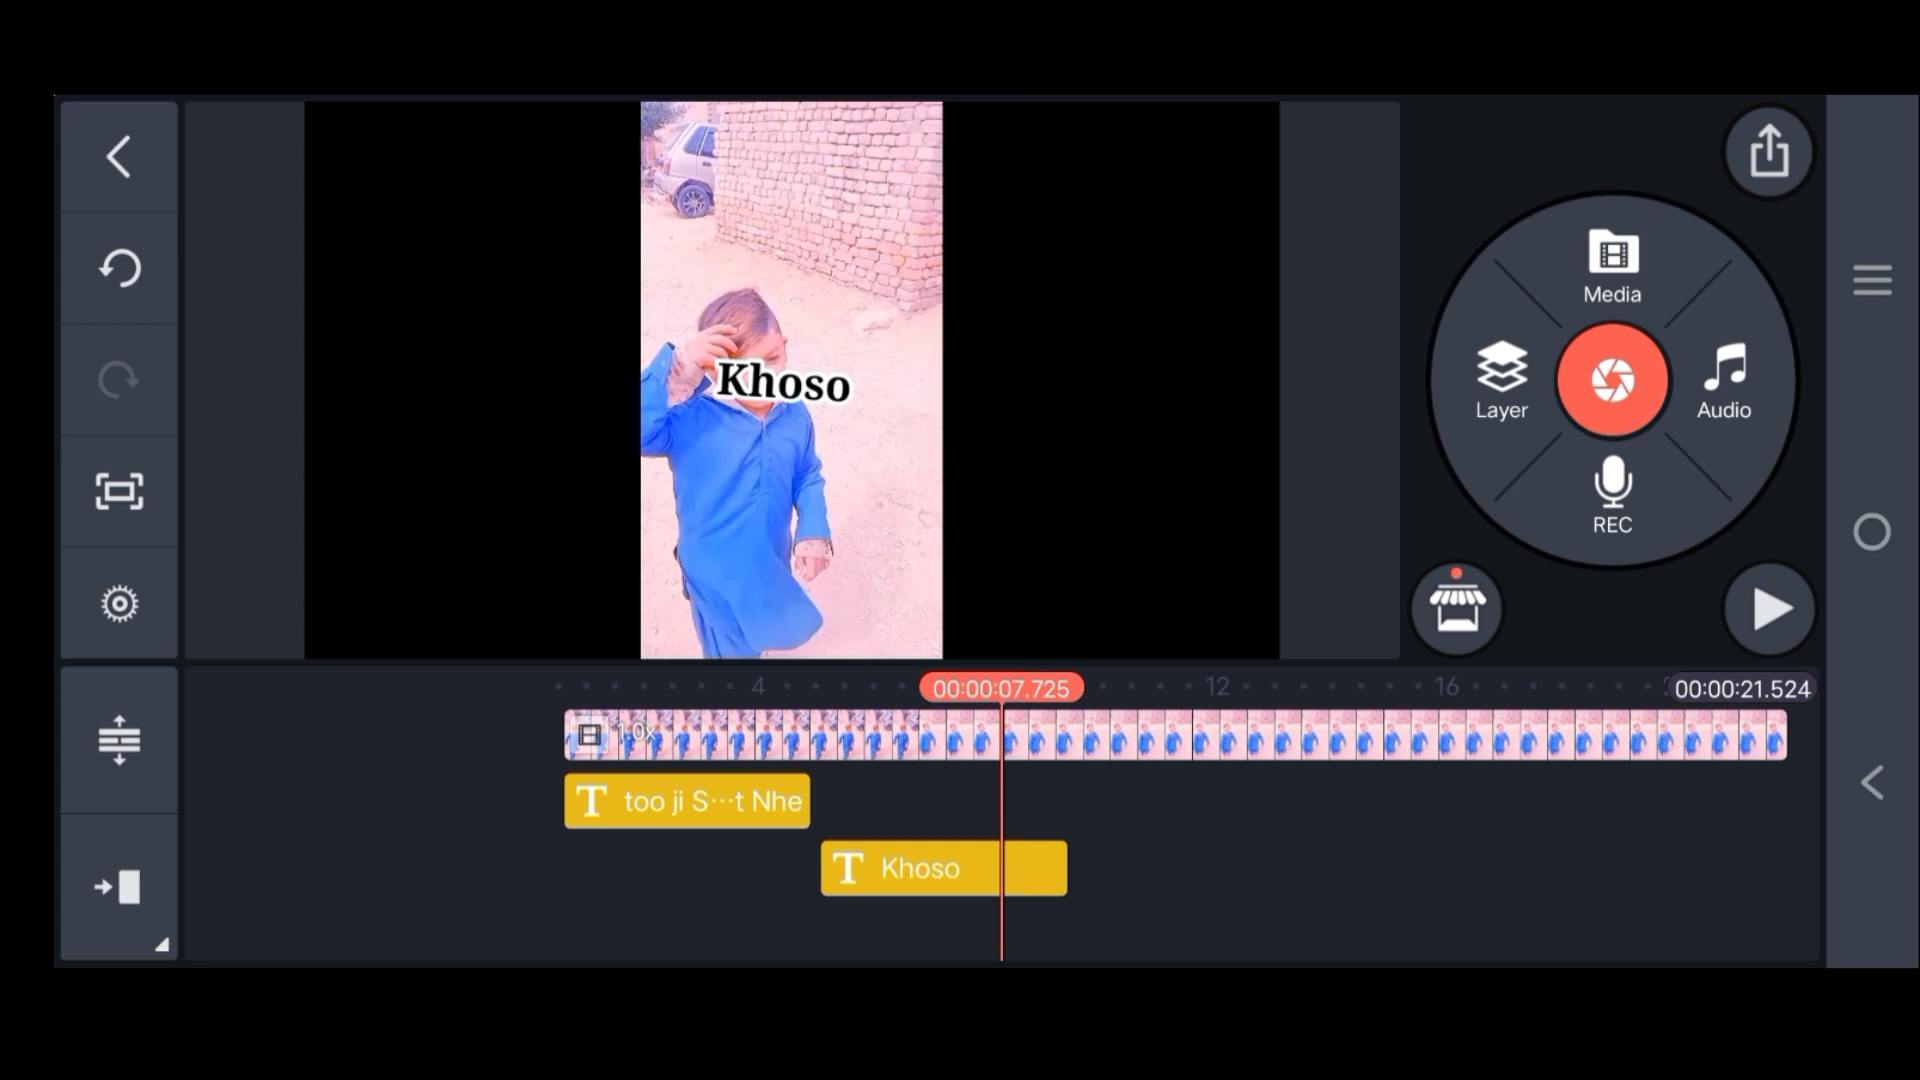 Media
Khoso
Layer
Audio
REC
4
00:00:07.725
12
16
00:00:21.524
1.0x
T too ji S···t Nhe
T Khoso